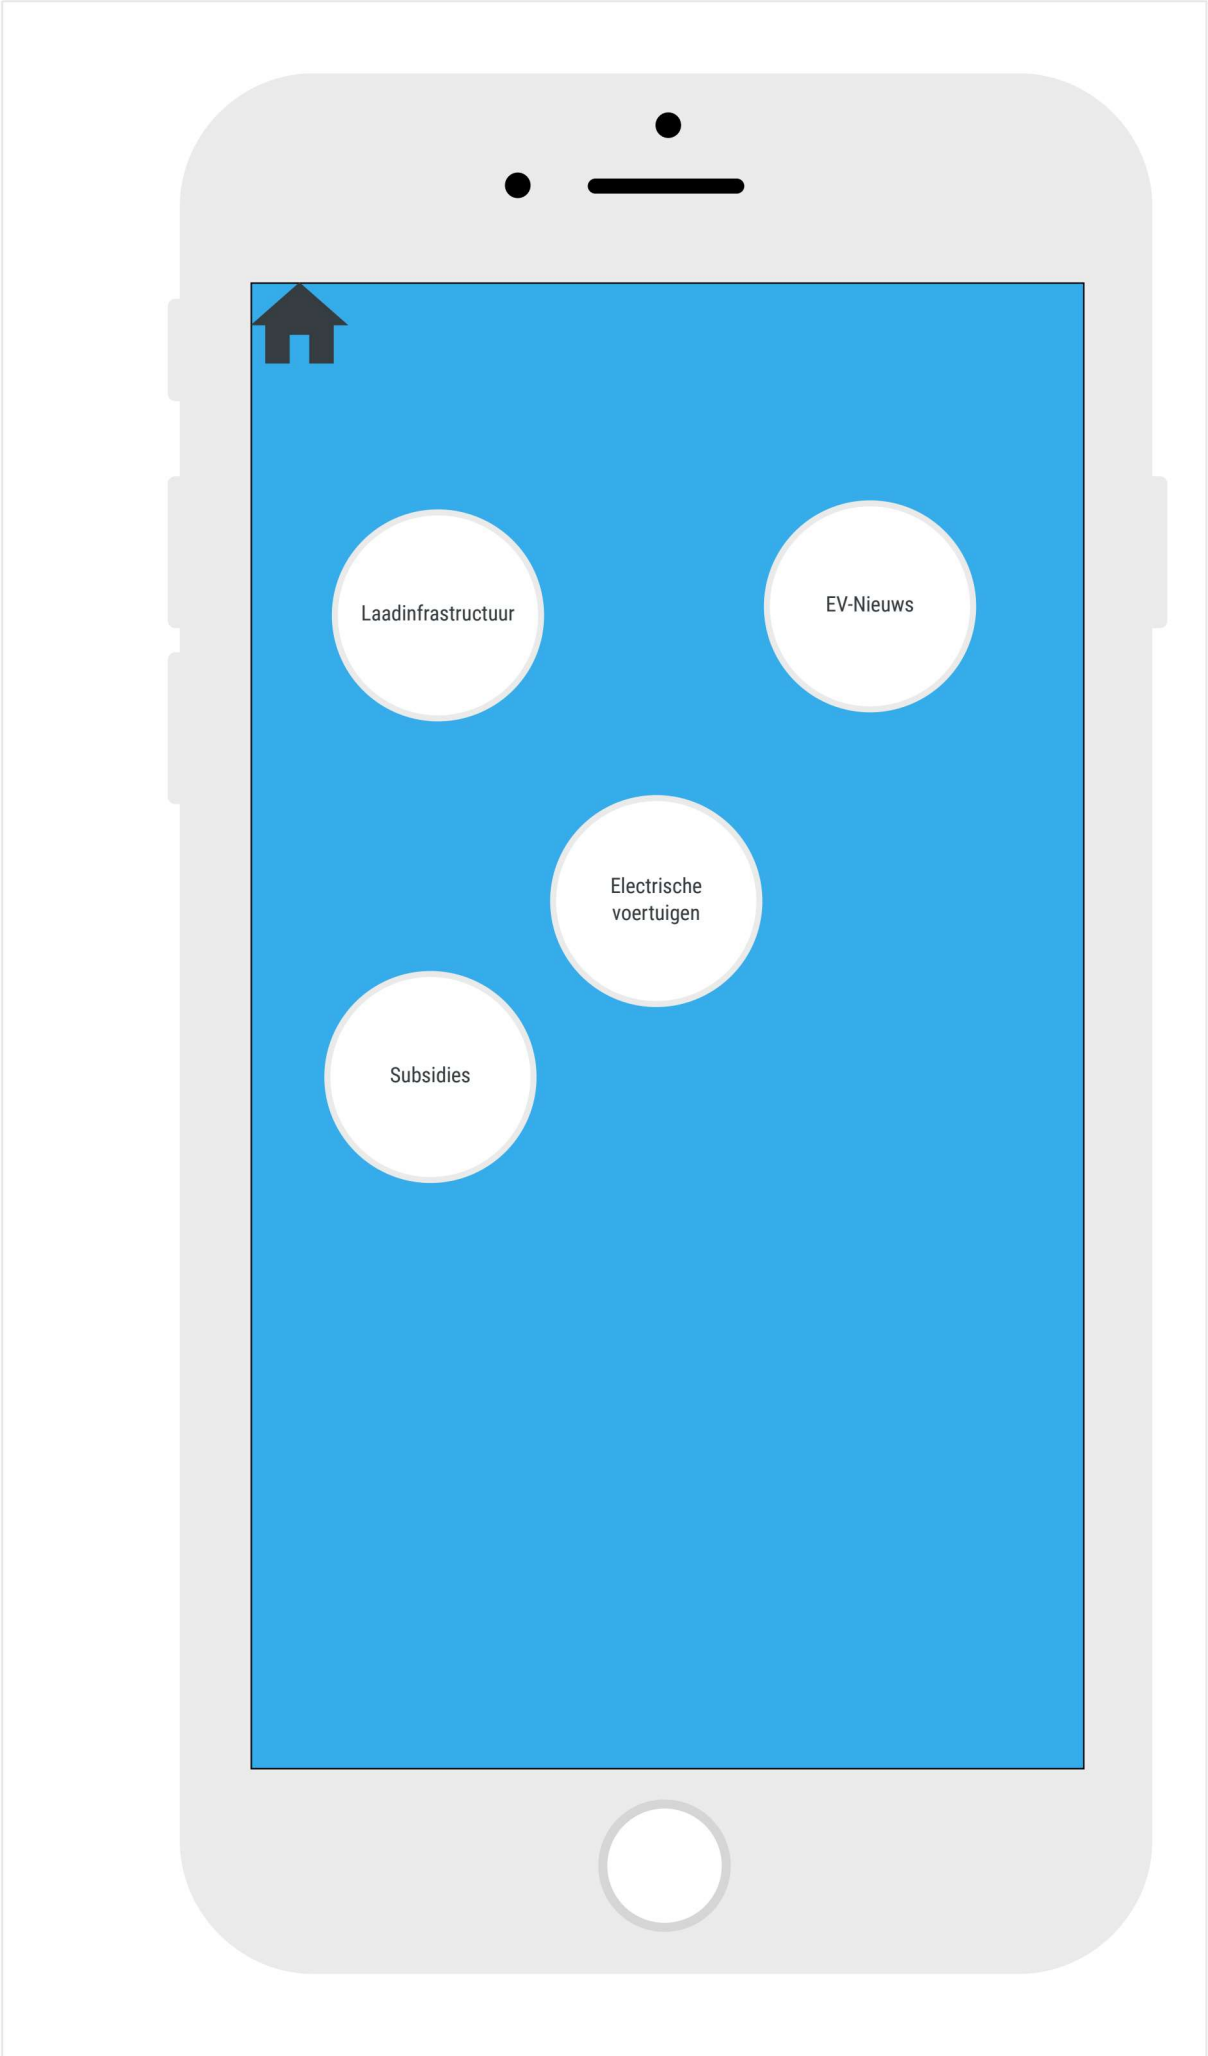 Laadinfrastructuur
EV-Nieuws
Electrische
voertuigen
Subsidies